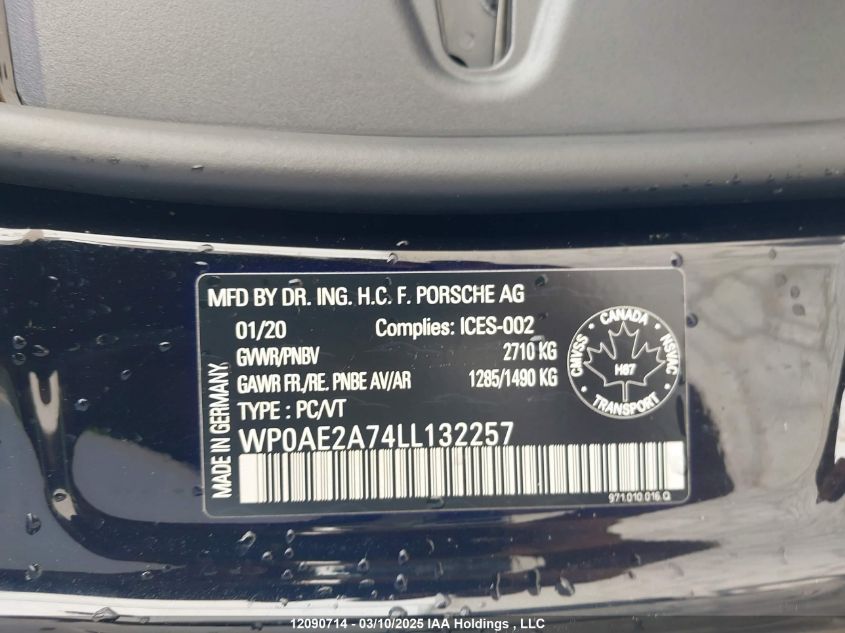 MFD BY DR. ING. H.C. F. PORSCHE AG
01/20 Complies: ICES-002
GVWR/PNBV 2710 KG
GAWR FR./RE. PNBE AV/AR 1285/1490 KG
TYPE : PC/VT
WP0AE2A74LL132257
971.010.016.Q
MADE IN GERMANY
CANADA
CMVSS
NSVAC
H87
TRANSPORT
12090714 - 03/10/2025 IAA Holdings , LLC